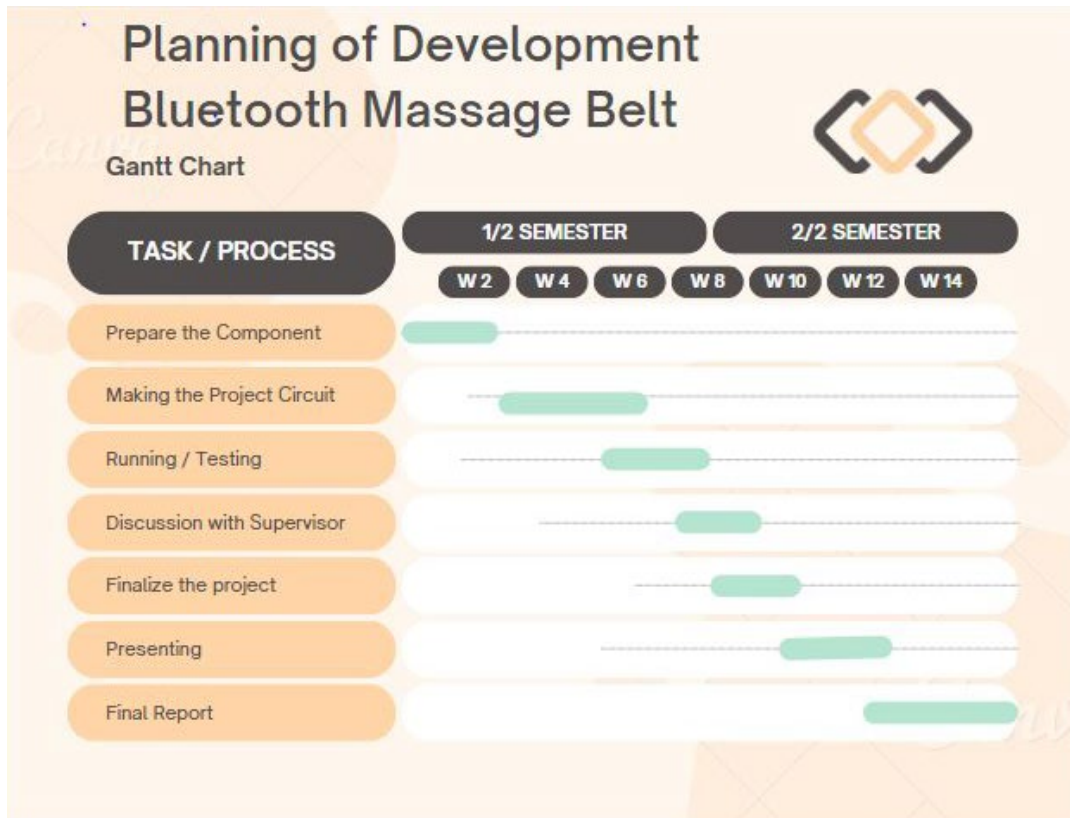 Planning of Development
Bluetooth Massage Belt
Gantt Chart
TASK / PROCESS
1/2 SEMESTER
2/2 SEMESTER
W 2
W 4
W 6
W 8
W 10
W 12
W 14
Prepare the Component
Making the Project Circuit
Running / Testing
Discussion with Supervisor
Finalize the project
Presenting
Final Report